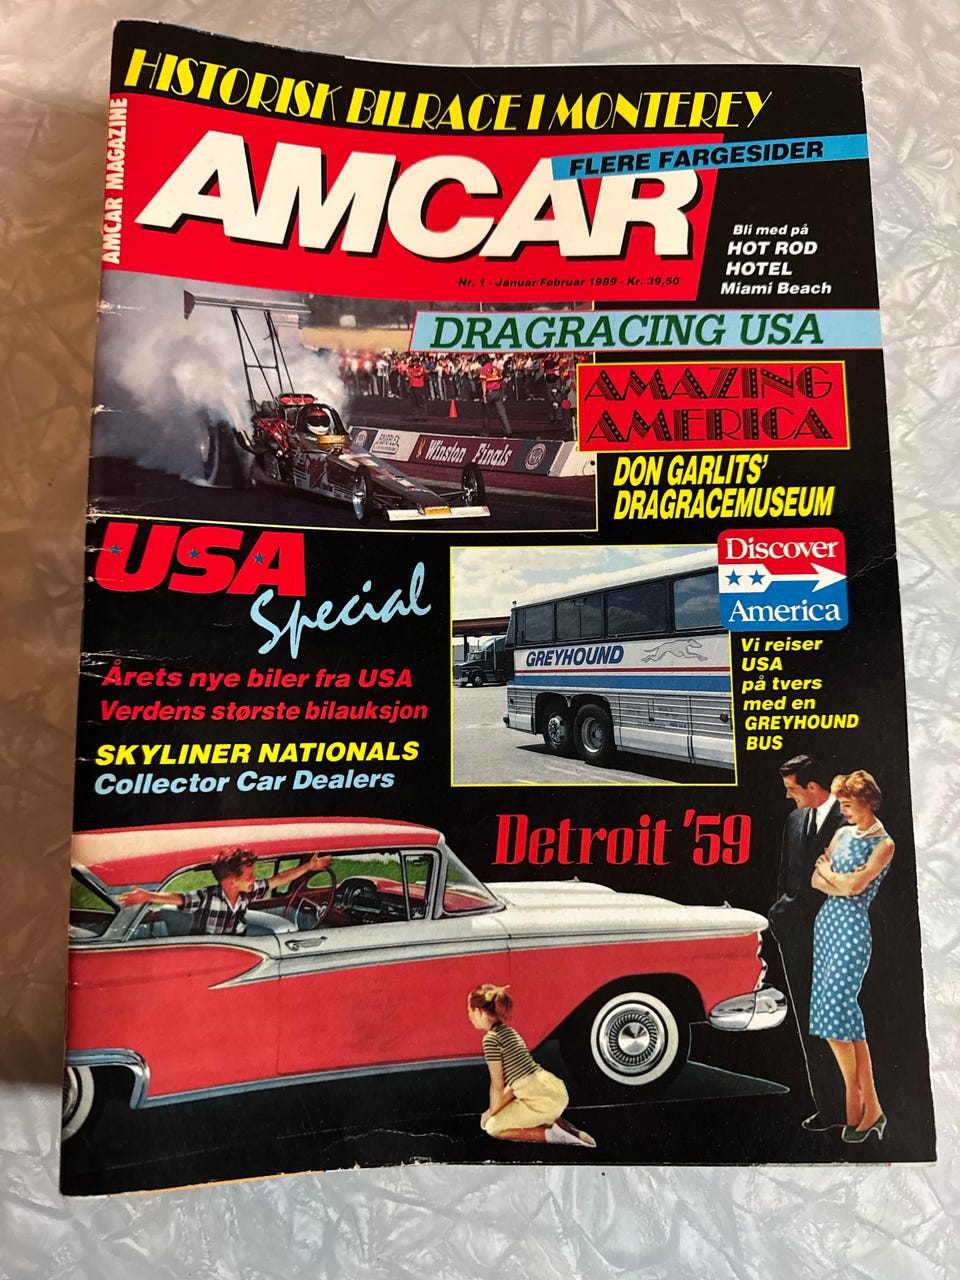 HISTORISK BILRACE I MONTEREY
AMCAR MAGAZINE
AMCAR
FLERE FARGESIDER
Nr. 1 - Januar/Februar 1989 - Kr. 39,50
Bli med på
HOT ROD
HOTEL
Miami Beach
DRAGRACING USA
AMAZING
AMERICA
DON GARLITS'
DRAGRACEMUSEUM
Winston Finals
USA
Special
Discover
America
GREYHOUND
Årets nye biler fra USA
Verdens største bilauksjon
SKYLINER NATIONALS
Collector Car Dealers
Vi reiser
USA
på tvers
med en
GREYHOUND
BUS
Detroit '59